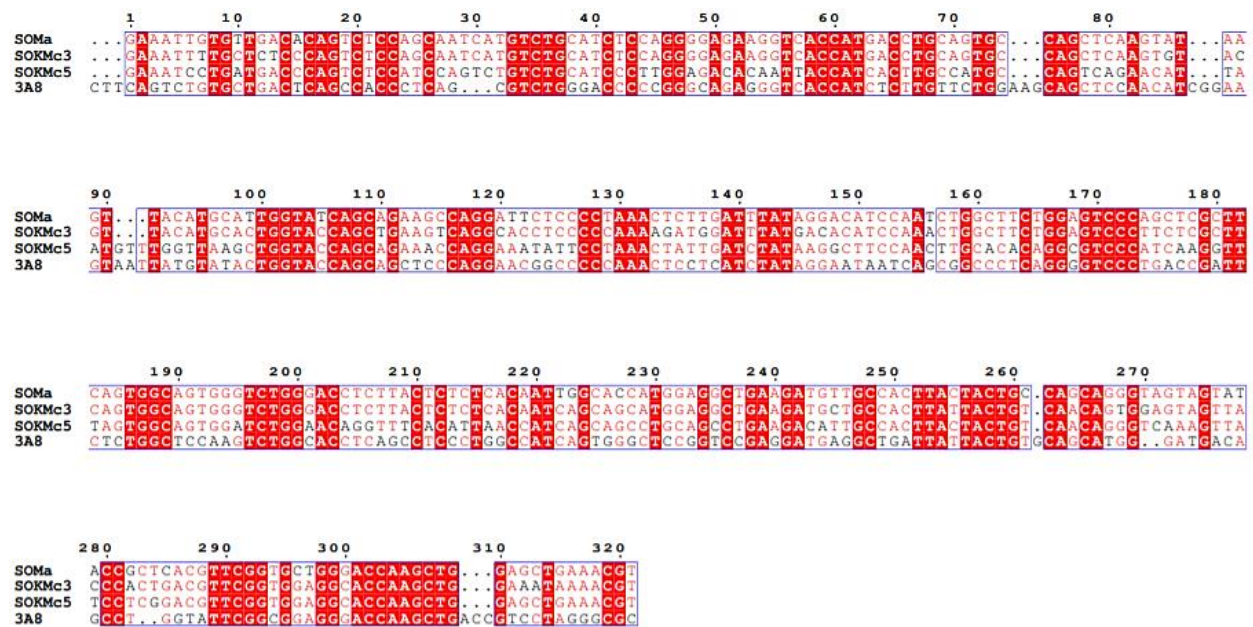 1 10 20 30 40 50 60 70 80
SOMa ...GAAATTGTGTTGACACAGTCTCCAGCAATCATGTCTGCATCTCCAGGGGAGAAGGTCACCATGACCTGCAGTGC...CAGCTCAAGTAT...AA
SOKMc3 ...GAAATTTTGCTCTCCCAGTCTCCAGCAATCATGTCTGCATCTCCAGGGGAGAAGGTCACCATGACCTGCAGTGC...CAGCTCAAGTGT...AC
SOKMc5 ...GAAATCCTGATGACCCAGTCTCCATCCAGTCTGTCTGCATCCCTTGGAGACACAATTACCATCACTTGCCATGC...CAGTCAGAACAT...TA
3A8 CTTCAGTCTGTGCTGACTCAGCCACCCTCAG...CGTCTGGGACCCCCGGGCAGAGGGTCACCATCTCTTGTTCTGGAAGCAGCTCCAACATCGGAA
90 100 110 120 130 140 150 160 170 180
SOMa GT...TACATGCATTGGTATCAGCAGAAGCCAGGATTCTCCCCTAAACTCTTGATTTATAGGACATCCAATCTGGCTTCTGGAGTCCCAGCTCGCTT
SOKMc3 GT...TACATGCACTGGTACCAGCTGAAGTCAGGCACCTCCCCCAAAAGATGGATTTATGACACATCCAAACTGGCTTCTGGAGTCCCTTCTCGCTT
SOKMc5 ATGTTTGGTTAAGCTGGTACCAGCAGAAACCAGGAAATATTCCTAAACTATTGATCTATAAGGCTTCCAACTTGCACACAGGCGTCCCATCAAGGTT
3A8 GTAATTATGTATACTGGTACCAGCAGCTCCCAGGAACGGCCCCCAAACTCCTCATCTATAGGAATAATCAGCGGCCCTCAGGGGTCCCTGACCGATT
190 200 210 220 230 240 250 260 270
SOMa CAGTGGCAGTGGGTCTGGGACCTCTTACTCTCTCACAATTGGCACCATGGAGGCTGAAGATGTTGCCACTTACTACTGC.CAGCAGGGTAGTAGTAT
SOKMc3 CAGTGGCAGTGGGTCTGGGACCTCTTACTCTCTCACAATCAGCAGCATGGAGGCTGAAGATGCTGCCACTTATTACTGT.CAACAGTGGAGTAGTTA
SOKMc5 TAGTGGCAGTGGATCTGGAACAGGTTTCACATTAACCATCAGCAGCCTGCAGCCTGAAGACATTGCCACTTACTACTGT.CAACAGGGTCAAAGTTA
3A8 CTCTGGCTCCAAGTCTGGCACCTCAGCCTCCCTGGCCATCAGTGGGCTCCGGTCCGAGGATGAGGCTGATTATTACTGTGCAGCATGG..GATGACA
280 290 300 310 320
SOMa ACCGCTCACGTTCGGTGCTGGGACCAAGCTG...GAGCTGAAACGT
SOKMc3 CCCACTGACGTTCGGTGGAGGCACCAAGCTG...GAAATAAAACGT
SOKMc5 TCCTCGGACGTTCGGTGGAGGCACCAAGCTG...GAGCTGAAACGT
3A8 GCCT..GGTATTCGGCGGAGGGACCAAGCTGACCGTCCTAGGGCGC